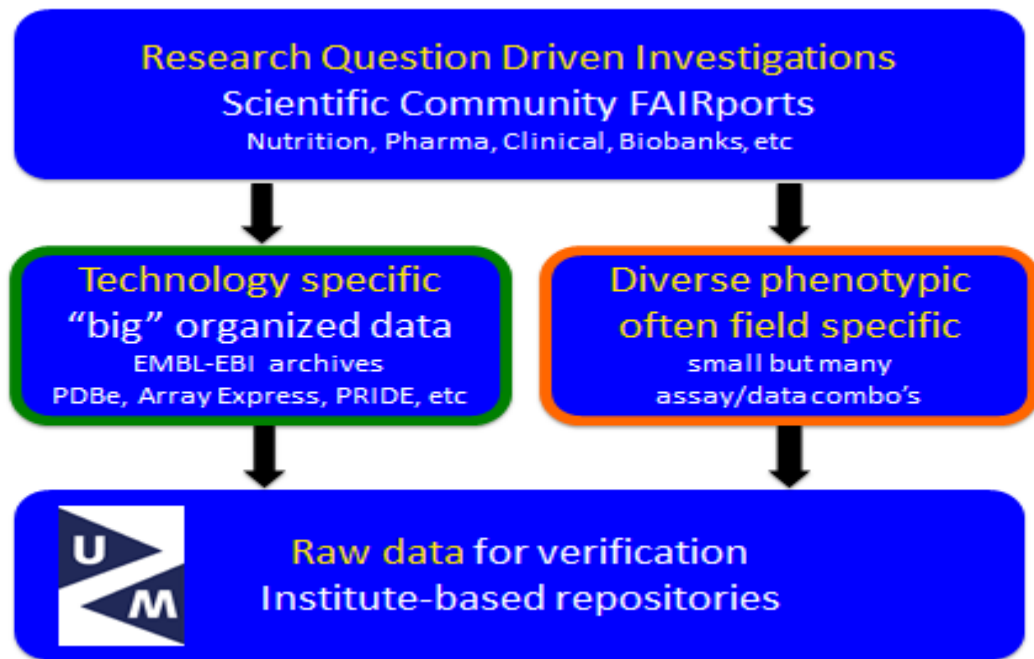 Research Question Driven Investigations
Scientific Community FAIRports
Nutrition, Pharma, Clinical, Biobanks, etc
Technology specific
“big” organized data
EMBL-EBI archives
PDBe, Array Express, PRIDE, etc
Diverse phenotypic
often field specific
small but many
assay/data combo’s
U
M
Raw data for verification
Institute-based repositories